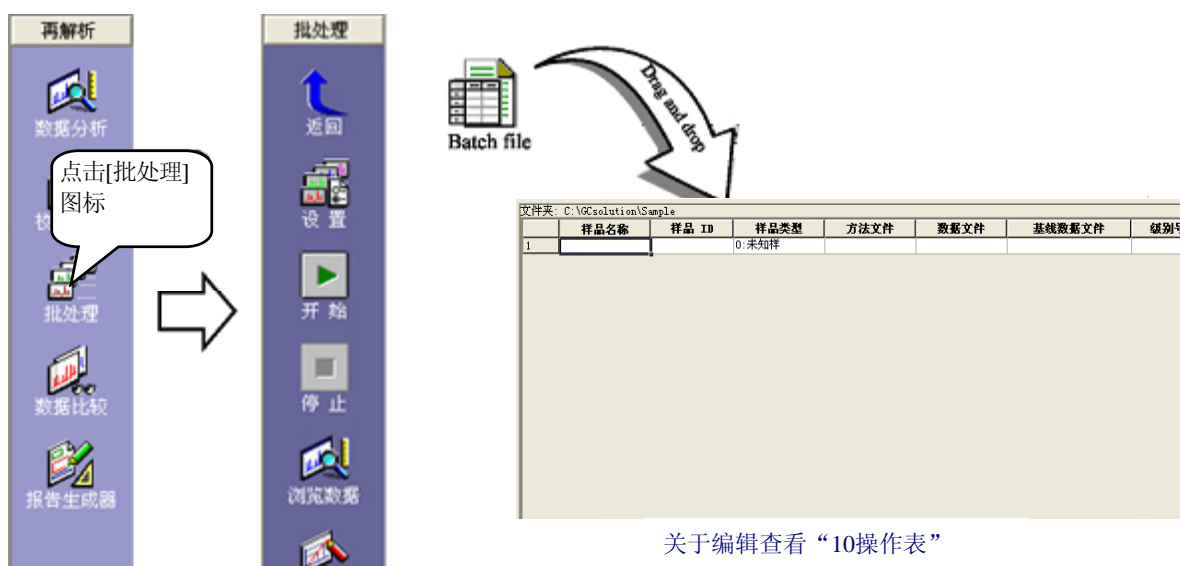 再解析
数据分析
点击[批处理]
图标
批处理
数据比较
报告生成器
批处理
返回
设 置
开 始
停 止
浏览数据
Batch file
Drag and drop
文件夹: C:\GCsolution\Sample
样品名称 样品 ID 样品类型 方法文件 数据文件 基线数据文件 级别号
1 0:未知样
关于编辑查看“10操作表”